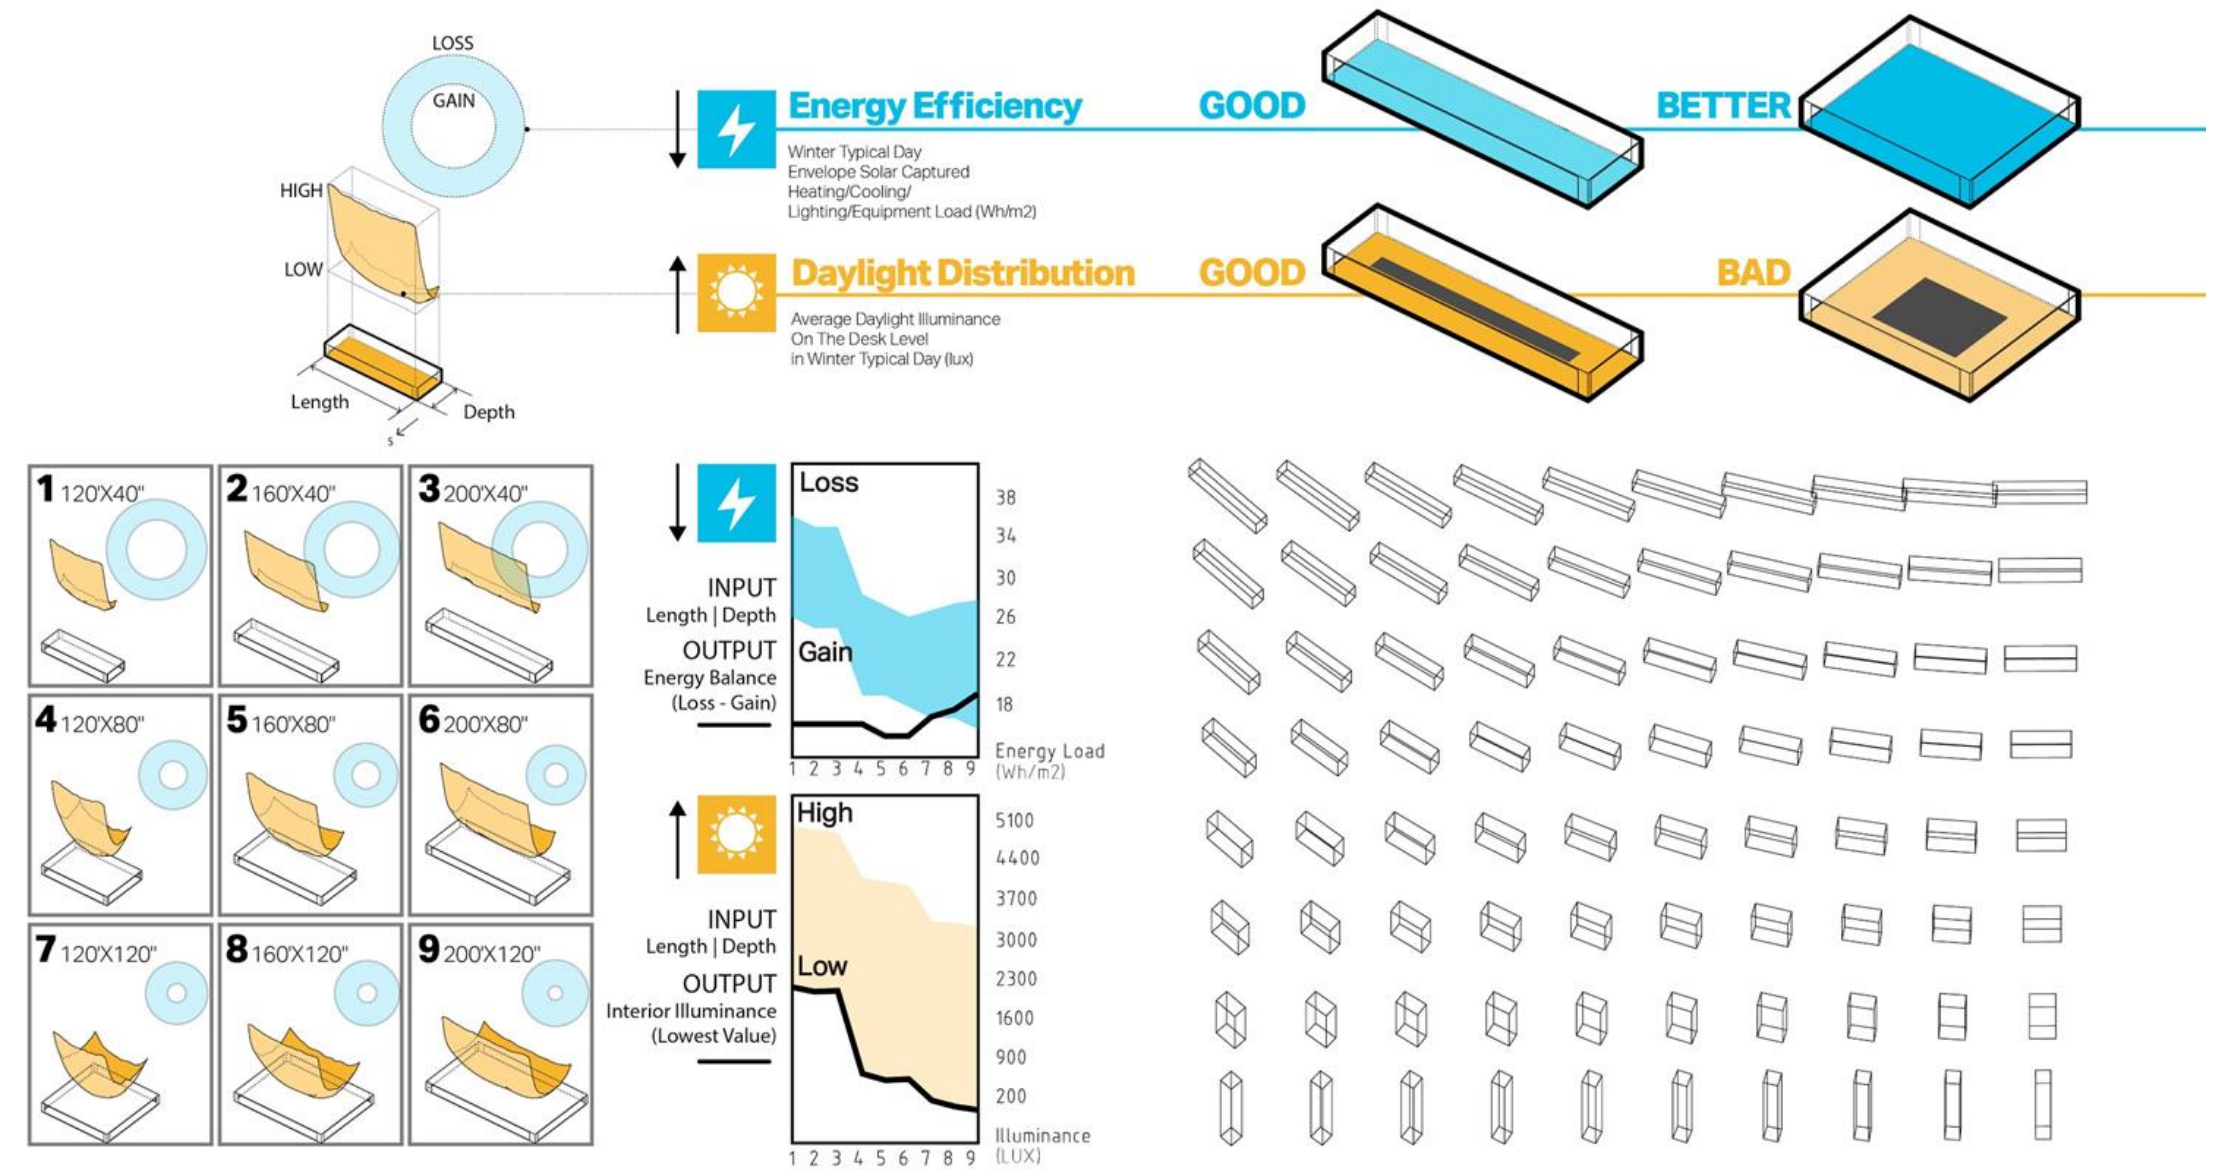 LOSS
GAIN
HIGH
LOW
Length
Depth
S
Energy Efficiency
Winter Typical Day
Envelope Solar Captured
Heating/Cooling/
Lighting/Equipment Load (Wh/m2)
GOOD
BETTER
Daylight Distribution
Average Daylight Illuminance
On The Desk Level
in Winter Typical Day (lux)
GOOD
BAD
1 120'X40"
2 160'X40"
3 200'X40"
4 120'X80"
5 160'X80"
6 200'X80"
7 120'X120"
8 160'X120"
9 200'X120"
INPUT
Length | Depth
OUTPUT
Energy Balance
(Loss - Gain)
Loss
Gain
38
34
30
26
22
18
Energy Load
(Wh/m2)
1 2 3 4 5 6 7 8 9
INPUT
Length | Depth
OUTPUT
Interior Illuminance
(Lowest Value)
High
Low
5100
4400
3700
3000
2300
1600
900
200
Illuminance
(LUX)
1 2 3 4 5 6 7 8 9